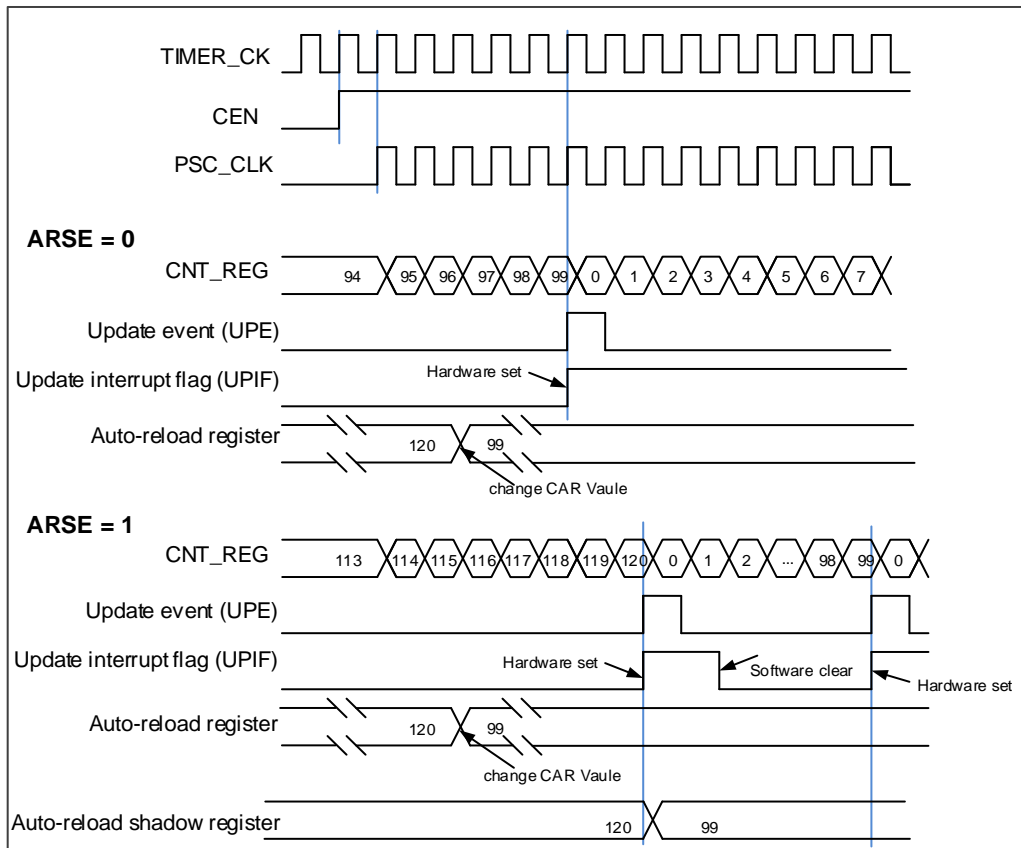 TIMER_CK
CEN
PSC_CLK
ARSE = 0
CNT_REG 94 95 96 97 98 99 0 1 2 3 4 5 6 7
Update event (UPE)
Update interrupt flag (UPIF) Hardware set
Auto-reload register 120 99
change CAR Vaule
ARSE = 1
CNT_REG 113 114 115 116 117 118 119 120 0 1 2 ... 98 99 0
Update event (UPE)
Update interrupt flag (UPIF) Hardware set Software clear Hardware set
Auto-reload register 120 99
change CAR Vaule
Auto-reload shadow register 120 99